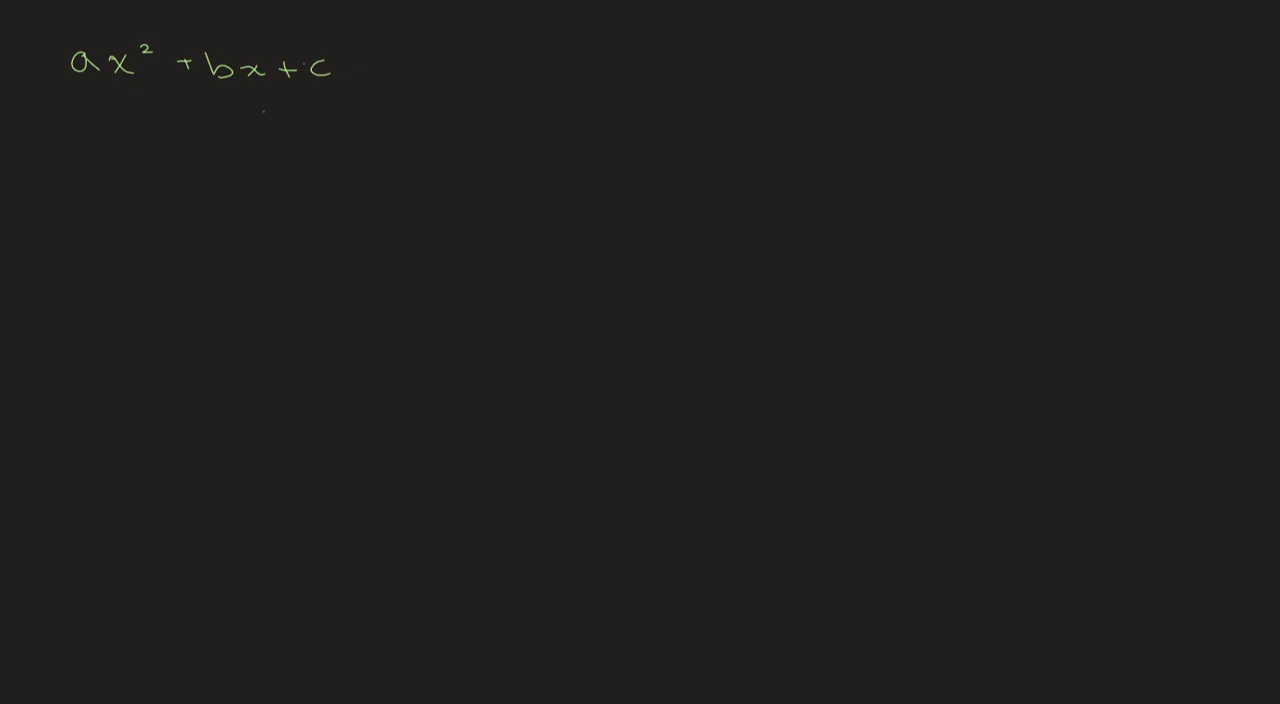 ax² + bx + c